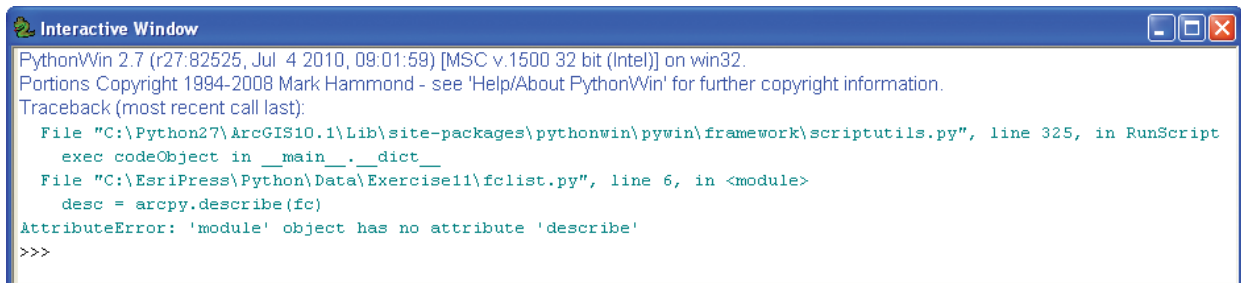 Interactive Window
PythonWin 2.7 (r27:82525, Jul  4 2010, 09:01:59) [MSC v.1500 32 bit (Intel)] on win32.
Portions Copyright 1994-2008 Mark Hammond - see 'Help/About PythonWin' for further copyright information.
Traceback (most recent call last):
  File "C:\Python27\ArcGIS10.1\Lib\site-packages\pythonwin\pywin\framework\scriptutils.py", line 325, in RunScript
    exec codeObject in __main__.__dict__
  File "C:\EsriPress\Python\Data\Exercise11\fclist.py", line 6, in <module>
    desc = arcpy.describe(fc)
AttributeError: 'module' object has no attribute 'describe'
>>>